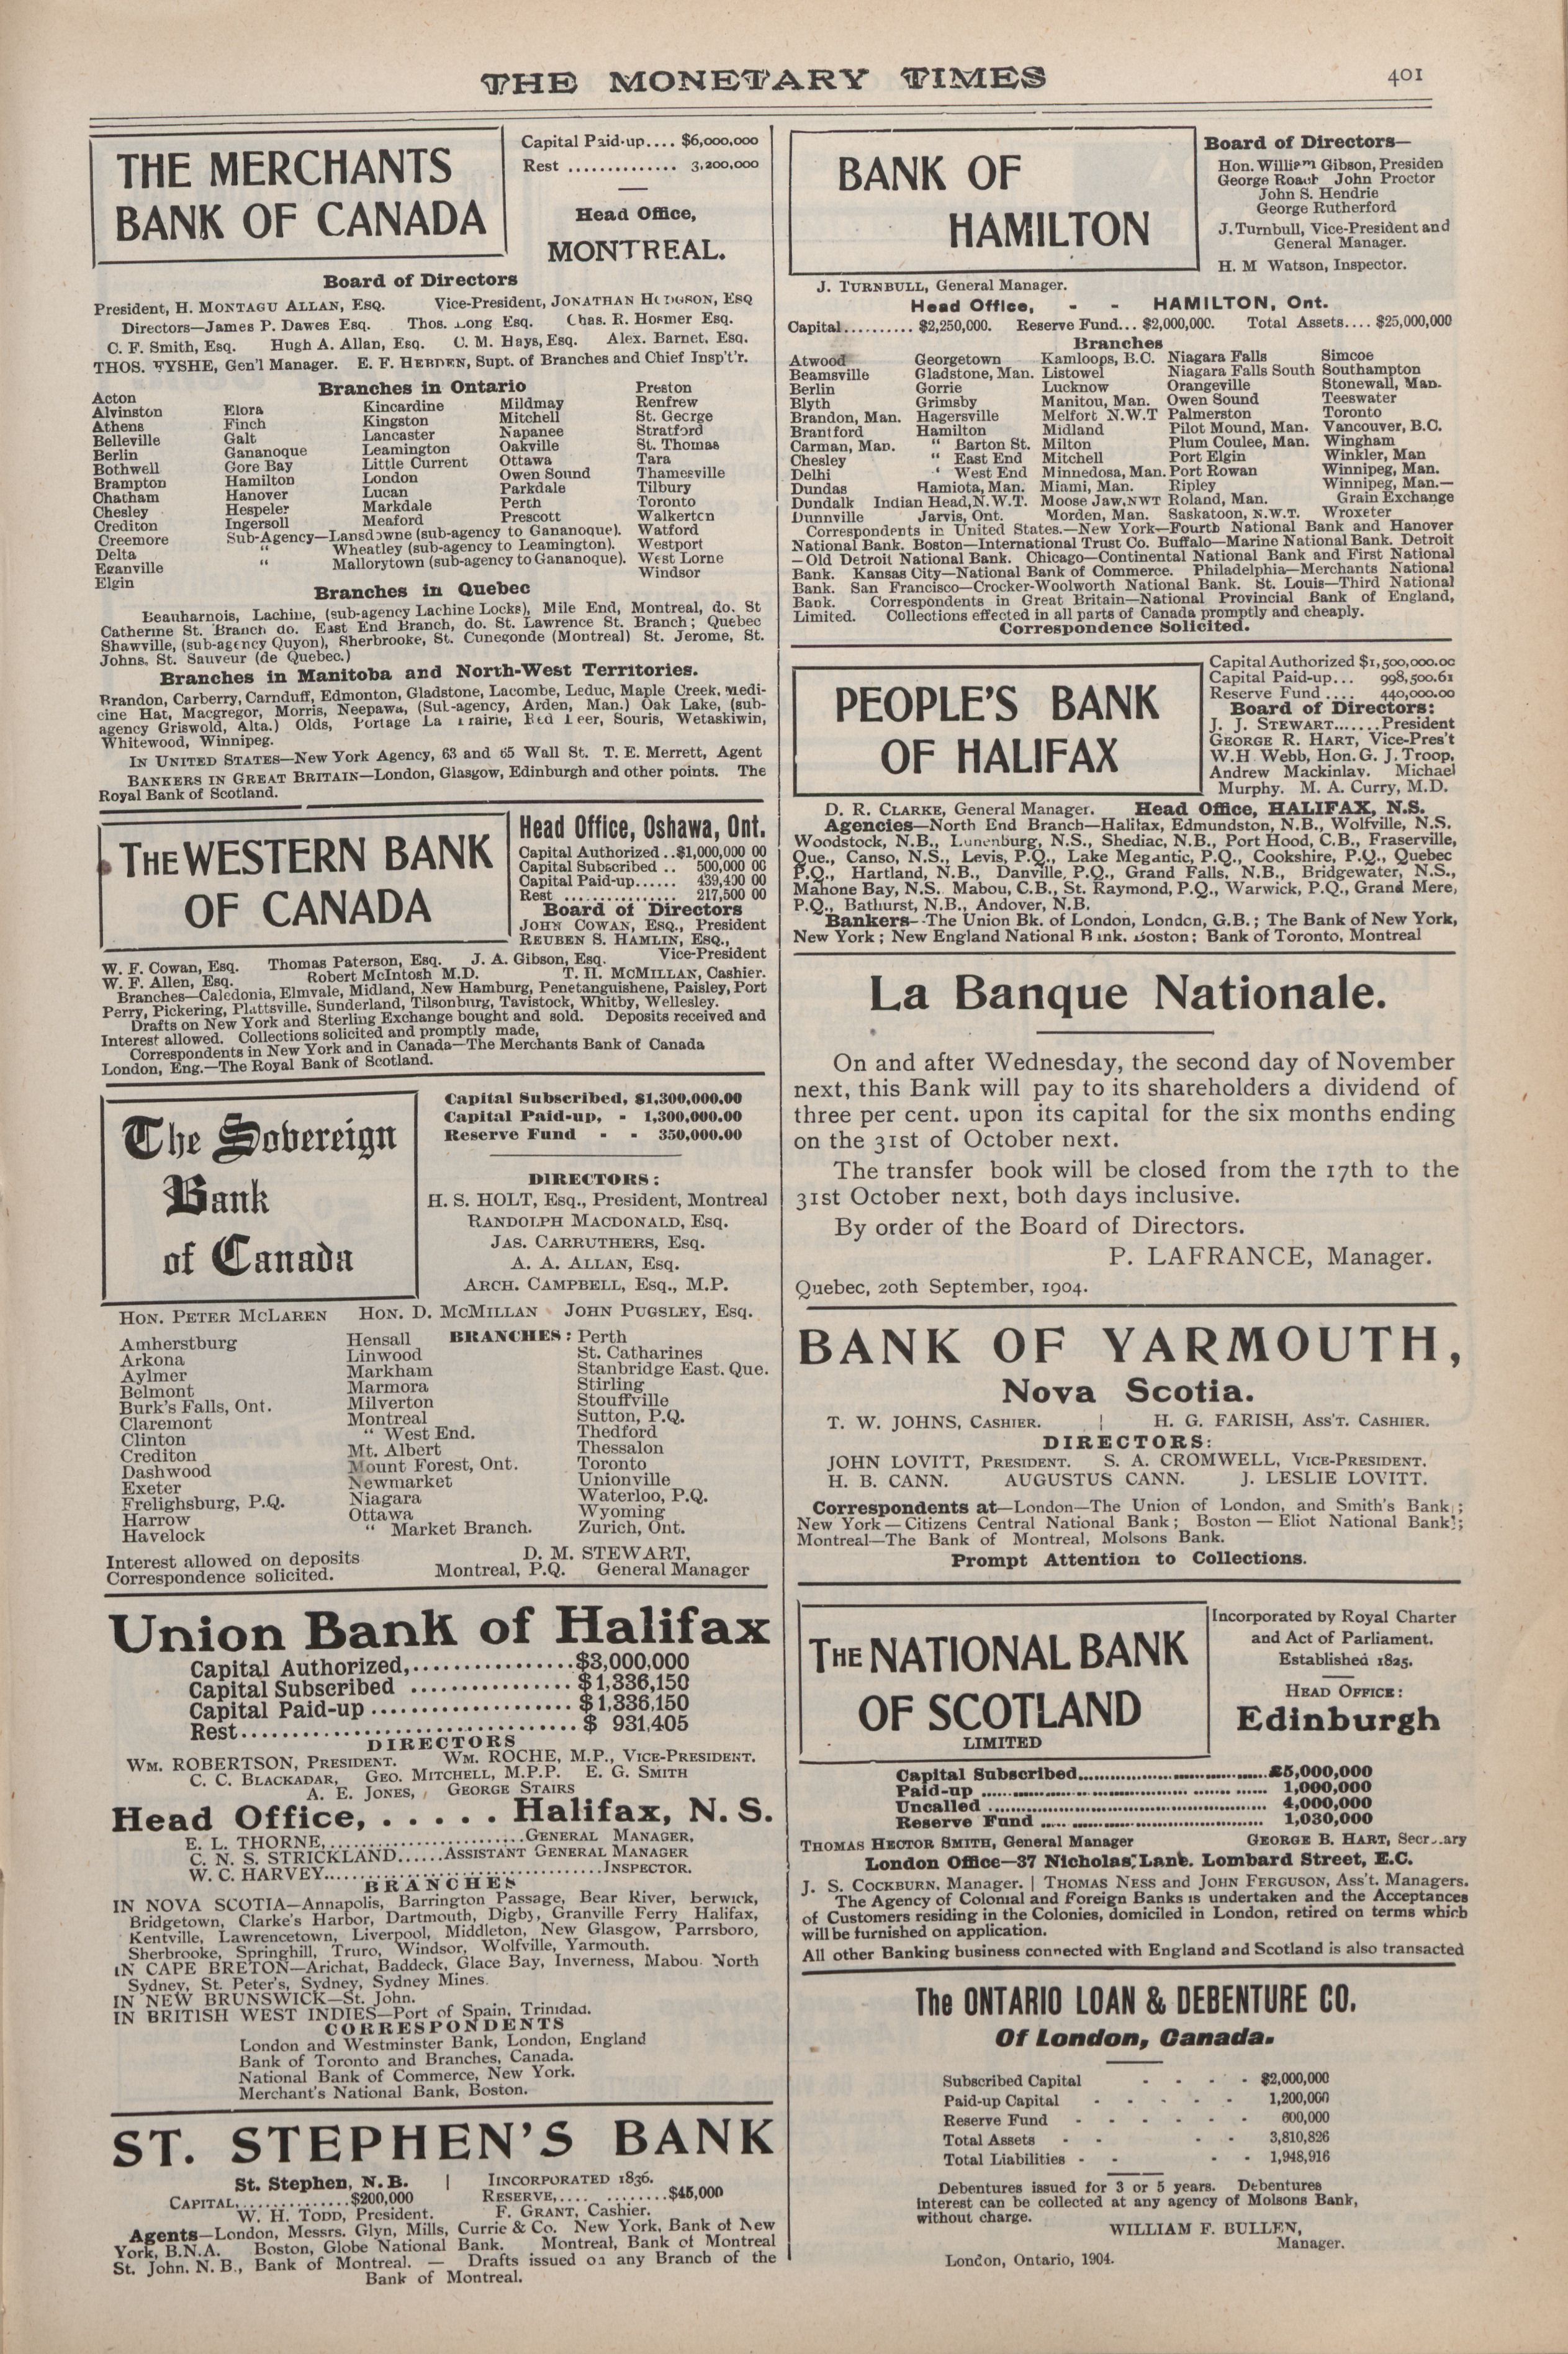 THE MONETARY TIMES
401
THE MERCHANTS
BANK OF CANADA
Capital Paid-up.... $6,000,000
Rest .............. 3,200,000
Head Office,
MONTREAL.
Board of Directors
President, H. MONTAGU ALLAN, ESQ. Vice-President, JONATHAN HODGSON, ESQ
Directors—James P. Dawes Esq. Thos. Long Esq. Chas. R. Hosmer Esq.
C. F. Smith, Esq. Hugh A. Allan, Esq. C. M. Hays, Esq. Alex. Barnet, Esq.
THOS. FYSHE, Gen'l Manager. E. F. HEBDEN, Supt. of Branches and Chief Insp't'r.
Branches in Ontario
Acton
Alvinston
Athens
Belleville
Berlin
Bothwell
Brampton
Chatham
Chesley
Crediton
Creemore
Delta
Eganville
Elgin
Elora
Finch
Galt
Gananoque
Gore Bay
Hamilton
Hanover
Hespeler
Ingersoll
Kincardine
Kingston
Lancaster
Leamington
Little Current
London
Lucan
Markdale
Meaford
Mildmay
Mitchell
Napanee
Oakville
Ottawa
Owen Sound
Parkdale
Perth
Prescott
Preston
Renfrew
St. George
Stratford
St. Thomas
Tara
Thamesville
Tilbury
Toronto
Walkerton
Watford
Westport
West Lorne
Windsor
Sub-Agency—Lansdowne (sub-agency to Gananoque).
" Wheatley (sub-agency to Leamington).
" Mallorytown (sub-agency to Gananoque).
Branches in Quebec
Beauharnois, Lachine, (sub-agency Lachine Locks), Mile End, Montreal, do. St
Catherine St. Branch do. East End Branch, do. St. Lawrence St. Branch; Quebec
Shawville, (sub-agency Quyon), Sherbrooke, St. Cunegonde (Montreal) St. Jerome, St.
Johns, St. Sauveur (de Quebec.)
Branches in Manitoba and North-West Territories.
Brandon, Carberry, Carnduff, Edmonton, Gladstone, Lacombe, Leduc, Maple Creek, Medi-
cine Hat, Macgregor, Morris, Neepawa, (Sub-agency, Arden, Man.) Oak Lake, (sub-
agency Griswold, Alta.) Olds, Portage La Prairie, Red Deer, Souris, Wetaskiwin,
Whitewood, Winnipeg.
IN UNITED STATES—New York Agency, 63 and 65 Wall St. T. E. Merrett, Agent
BANKERS IN GREAT BRITAIN—London, Glasgow, Edinburgh and other points. The
Royal Bank of Scotland.
THE WESTERN BANK
OF CANADA
Head Office, Oshawa, Ont.
Capital Authorized ..$1,000,000 00
Capital Subscribed .. 500,000 00
Capital Paid-up...... 439,400 00
Rest ................ 217,500 00
Board of Directors
JOHN COWAN, ESQ., President
REUBEN S. HAMLIN, ESQ.,
Vice-President
W. F. Cowan, Esq. Thomas Paterson, Esq. J. A. Gibson, Esq.
W. F. Allen, Esq. Robert McIntosh M.D. T. H. MCMILLAN, Cashier.
Branches—Caledonia, Elmvale, Midland, New Hamburg, Penetanguishene, Paisley, Port
Perry, Pickering, Plattsville, Sunderland, Tilsonburg, Tavistock, Whitby, Wellesley.
Drafts on New York and Sterling Exchange bought and sold. Deposits received and
Interest allowed. Collections solicited and promptly made,
Correspondents in New York and in Canada—The Merchants Bank of Canada
London, Eng.—The Royal Bank of Scotland.
The Sovereign
Bank
of Canada
Capital Subscribed, $1,300,000.00
Capital Paid-up, - 1,300,000.00
Reserve Fund - - 350,000.00
DIRECTORS:
H. S. HOLT, Esq., President, Montreal
RANDOLPH MACDONALD, Esq.
JAS. CARRUTHERS, Esq.
A. A. ALLAN, Esq.
ARCH. CAMPBELL, Esq., M.P.
HON. PETER MCLAREN HON. D. MCMILLAN JOHN PUGSLEY, Esq.
BRANCHES:
Amherstburg
Arkona
Aylmer
Belmont
Burk's Falls, Ont.
Claremont
Clinton
Crediton
Dashwood
Exeter
Frelighsburg, P.Q.
Harrow
Havelock
Hensall
Linwood
Markham
Marmora
Milverton
Montreal
" West End.
Mt. Albert
Mount Forest, Ont.
Newmarket
Niagara
Ottawa
" Market Branch.
Perth
St. Catharines
Stanbridge East. Que.
Stirling
Stouffville
Sutton, P.Q.
Thedford
Thessalon
Toronto
Unionville
Waterloo, P.Q.
Wyoming
Zurich, Ont.
Interest allowed on deposits
Correspondence solicited.
D. M. STEWART,
Montreal, P.Q. General Manager
Union Bank of Halifax
Capital Authorized,................$3,000,000
Capital Subscribed ................$1,336,150
Capital Paid-up ....................$1,336,150
Rest..................................$ 931,405
DIRECTORS
WM. ROBERTSON, PRESIDENT. WM. ROCHE, M.P., VICE-PRESIDENT.
C. C. BLACKADAR, GEO. MITCHELL, M.P.P. E. G. SMITH
A. E. JONES, GEORGE STAIRS
Head Office, . . . . . Halifax, N. S.
E. L. THORNE,........................GENERAL MANAGER,
C. N. S. STRICKLAND......ASSISTANT GENERAL MANAGER
W. C. HARVEY..................................INSPECTOR.
BRANCHES
IN NOVA SCOTIA—Annapolis, Barrington Passage, Bear River, Berwick,
Bridgetown, Clarke's Harbor, Dartmouth, Digby, Granville Ferry Halifax,
Kentville, Lawrencetown, Liverpool, Middleton, New Glasgow, Parrsboro,
Sherbrooke, Springhill, Truro, Windsor, Wolfville, Yarmouth.
IN CAPE BRETON—Arichat, Baddeck, Glace Bay, Inverness, Mabou North
Sydney, St. Peter's, Sydney, Sydney Mines.
IN NEW BRUNSWICK—St. John.
IN BRITISH WEST INDIES—Port of Spain, Trinidad.
CORRESPONDENTS
London and Westminster Bank, London, England
Bank of Toronto and Branches, Canada.
National Bank of Commerce, New York.
Merchant's National Bank, Boston.
ST. STEPHEN'S BANK
St. Stephen, N. B. | INCORPORATED 1836.
CAPITAL,..............$200,000 RESERVE,.... ........$45,000
W. H. TODD, President. F. GRANT, Cashier.
Agents—London, Messrs. Glyn, Mills, Currie & Co. New York, Bank of New
York, B.N.A. Boston, Globe National Bank. Montreal, Bank of Montreal
St. John. N. B., Bank of Montreal. — Drafts issued on any Branch of the
Bank of Montreal.
BANK OF
HAMILTON
Board of Directors—
Hon. William Gibson, Presiden
George Roach John Proctor
John S. Hendrie
George Rutherford
J. Turnbull, Vice-President and
General Manager.
H. M Watson, Inspector.
J. TURNBULL, General Manager.
Head Office, - - HAMILTON, Ont.
Capital.......... $2,250,000. Reserve Fund... $2,000,000. Total Assets.... $25,000,000
Branches
Atwood
Beamsville
Berlin
Blyth
Brandon, Man.
Brantford
Carman, Man.
Chesley
Delhi
Dundas
Dundalk
Dunnville
Georgetown
Gladstone, Man.
Gorrie
Grimsby
Hagersville
Hamilton
" Barton St.
" East End
" West End
Hamiota, Man.
Indian Head, N.W.T.
Jarvis, Ont.
Kamloops, B.C.
Listowel
Lucknow
Manitou, Man.
Melfort N.W.T
Midland
Milton
Mitchell
Minnedosa, Man.
Miami, Man.
Moose Jaw, NWT
Morden, Man.
Niagara Falls
Niagara Falls South
Orangeville
Owen Sound
Palmerston
Pilot Mound, Man.
Plum Coulee, Man.
Port Elgin
Port Rowan
Ripley
Roland, Man.
Saskatoon, N.W.T.
Simcoe
Southampton
Stonewall, Man.
Teeswater
Toronto
Vancouver, B.C.
Wingham
Winkler, Man
Winnipeg, Man.
Winnipeg, Man.—
Grain Exchange
Wroxeter
Correspondents in United States.—New York—Fourth National Bank and Hanover
National Bank. Boston—International Trust Co. Buffalo—Marine National Bank. Detroit
—Old Detroit National Bank. Chicago—Continental National Bank and First National
Bank. Kansas City—National Bank of Commerce. Philadelphia—Merchants National
Bank. San Francisco—Crocker-Woolworth National Bank. St. Louis—Third National
Bank. Correspondents in Great Britain—National Provincial Bank of England,
Limited. Collections effected in all parts of Canada promptly and cheaply.
Correspondence Solicited.
PEOPLE'S BANK
OF HALIFAX
Capital Authorized $1,500,000.00
Capital Paid-up... 998,500.61
Reserve Fund .... 440,000.00
Board of Directors:
J. J. STEWART.......President
GEORGE R. HART, Vice-Pres't
W.H Webb, Hon. G. J. Troop,
Andrew Mackinlay. Michael
Murphy. M. A. Curry, M.D.
D. R. CLARKE, General Manager. Head Office, HALIFAX, N.S.
Agencies—North End Branch—Halifax, Edmundston, N.B., Wolfville, N.S.
Woodstock, N.B., Lunenburg, N.S., Shediac, N.B., Port Hood, C.B., Fraserville,
Que., Canso, N.S., Levis, P.Q., Lake Megantic, P.Q., Cookshire, P.Q., Quebec
P.Q., Hartland, N.B., Danville, P.Q., Grand Falls, N.B., Bridgewater, N.S.,
Mahone Bay, N.S. Mabou, C.B., St. Raymond, P.Q., Warwick, P.Q., Grand Mere,
P.Q., Bathurst, N.B., Andover, N.B.
Bankers—The Union Bk. of London, London, G.B.; The Bank of New York,
New York; New England National Bank, Boston; Bank of Toronto, Montreal
La Banque Nationale.
On and after Wednesday, the second day of November
next, this Bank will pay to its shareholders a dividend of
three per cent. upon its capital for the six months ending
on the 31st of October next.
The transfer book will be closed from the 17th to the
31st October next, both days inclusive.
By order of the Board of Directors.
P. LAFRANCE, Manager.
Quebec, 20th September, 1904.
BANK OF YARMOUTH,
Nova Scotia.
T. W. JOHNS, CASHIER. | H. G. FARISH, ASS'T. CASHIER.
DIRECTORS:
JOHN LOVITT, PRESIDENT. S. A. CROMWELL, VICE-PRESIDENT.
H. B. CANN. AUGUSTUS CANN. J. LESLIE LOVITT.
Correspondents at—London—The Union of London, and Smith's Bank;
New York—Citizens Central National Bank; Boston—Eliot National Bank;
Montreal—The Bank of Montreal, Molsons Bank.
Prompt Attention to Collections.
THE NATIONAL BANK
OF SCOTLAND
LIMITED
Incorporated by Royal Charter
and Act of Parliament.
Established 1825.
HEAD OFFICE:
Edinburgh
Capital Subscribed..................................£5,000,000
Paid-up .................................................. 1,000,000
Uncalled ................................................ 4,000,000
Reserve Fund ......................................... 1,030,000
THOMAS HECTOR SMITH, General Manager GEORGE B. HART, Secretary
London Office—37 Nicholas Lane. Lombard Street, E.C.
J. S. COCKBURN. Manager. | THOMAS NESS and JOHN FERGUSON, Ass't. Managers.
The Agency of Colonial and Foreign Banks is undertaken and the Acceptances
of Customers residing in the Colonies, domiciled in London, retired on terms which
will be furnished on application.
All other Banking business connected with England and Scotland is also transacted
The ONTARIO LOAN & DEBENTURE CO.
Of London, Canada.
Subscribed Capital - - - - $2,000,000
Paid-up Capital - - - - - 1,200,000
Reserve Fund - - - - - - 600,000
Total Assets - - - - 3,810,826
Total Liabilities - - - - 1,948,916
Debentures issued for 3 or 5 years. Debentures
interest can be collected at any agency of Molsons Bank,
without charge.
WILLIAM F. BULLEN,
Manager.
London, Ontario, 1904.